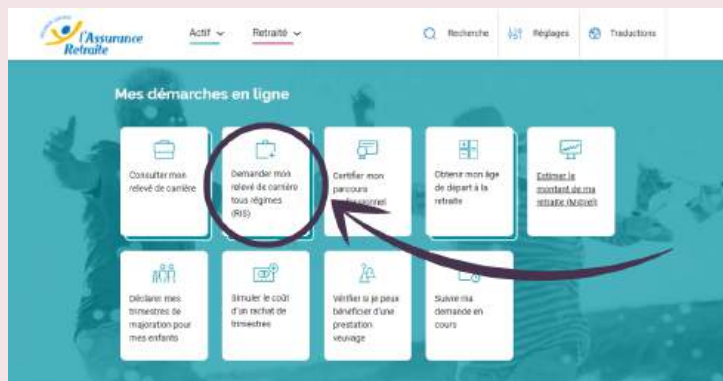 l'Assurance
Retraite
Actif
Retraité
Recherche
Réglages
Traductions
Mes démarches en ligne
Consulter mon
relevé de carrière
Demander mon
relevé de carrière
tous régimes
(RIS)
Certifier mon
parcours
professionnel
Obtenir mon âge
de départ à la
retraite
Estimer le
montant de ma
retraite (M@rel)
Déclarer mes
trimestres de
majoration pour
mes enfants
Simuler le coût
d'un rachat de
trimestres
Vérifier si je peux
bénéficier d'une
prestation
veuvage
Suivre ma
demande en
cours